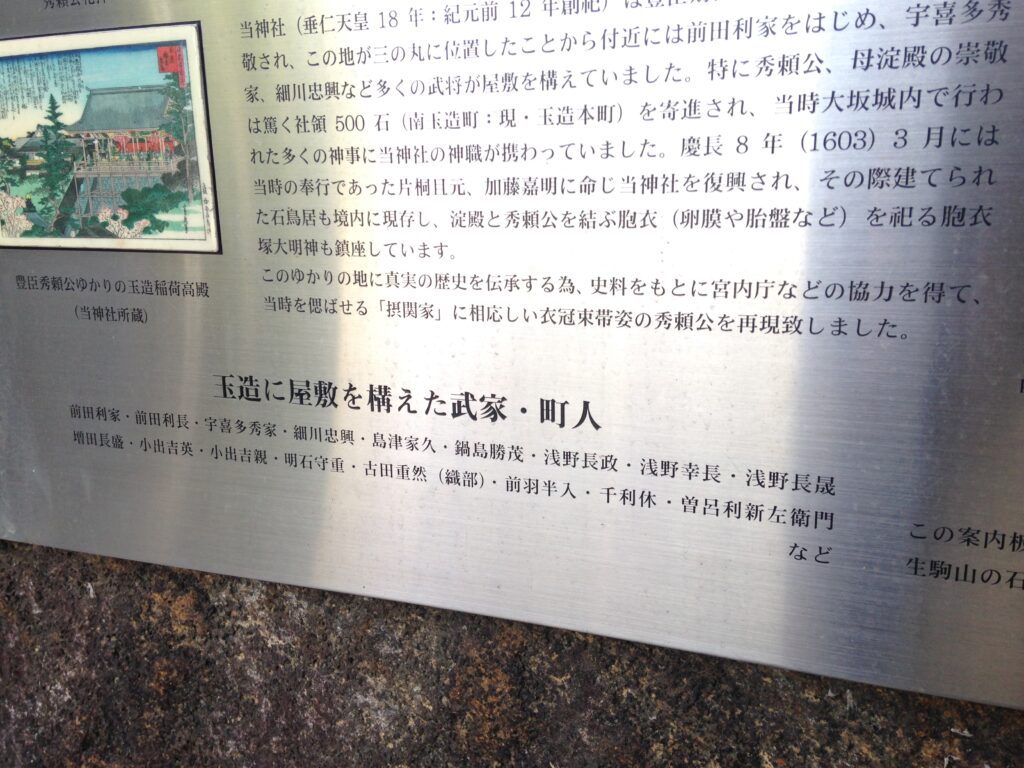 秀頼公花押
当神社（垂仁天皇 18 年：紀元前 12 年創祀）は豊臣
敬され、この地が三の丸に位置したことから付近には前田利家をはじめ、宇喜多秀
家、細川忠興など多くの武将が屋敷を構えていました。特に秀頼公、母淀殿の崇敬
は篤く社領 500 石（南玉造町：現・玉造本町）を寄進され、当時大坂城内で行わ
れた多くの神事に当神社の神職が携わっていました。慶長 8 年（1603）3 月には
当時の奉行であった片桐且元、加藤嘉明に命じ当神社を復興され、その際建てられ
た石鳥居も境内に現存し、淀殿と秀頼公を結ぶ胞衣（卵膜や胎盤など）を祀る胞衣
塚大明神も鎮座しています。
このゆかりの地に真実の歴史を伝承する為、史料をもとに宮内庁などの協力を得て、
当時を偲ばせる「摂関家」に相応しい衣冠束帯姿の秀頼公を再現致しました。
豊臣秀頼公ゆかりの玉造稲荷高殿
（当神社所蔵）
玉造に屋敷を構えた武家・町人
前田利家・前田利長・宇喜多秀家・細川忠興・島津家久・鍋島勝茂・浅野長政・浅野幸長・浅野長晟
増田長盛・小出吉英・小出吉親・明石守重・古田重然（織部）・前羽半入・千利休・曽呂利新左衛門
など
この案内板
生駒山の石